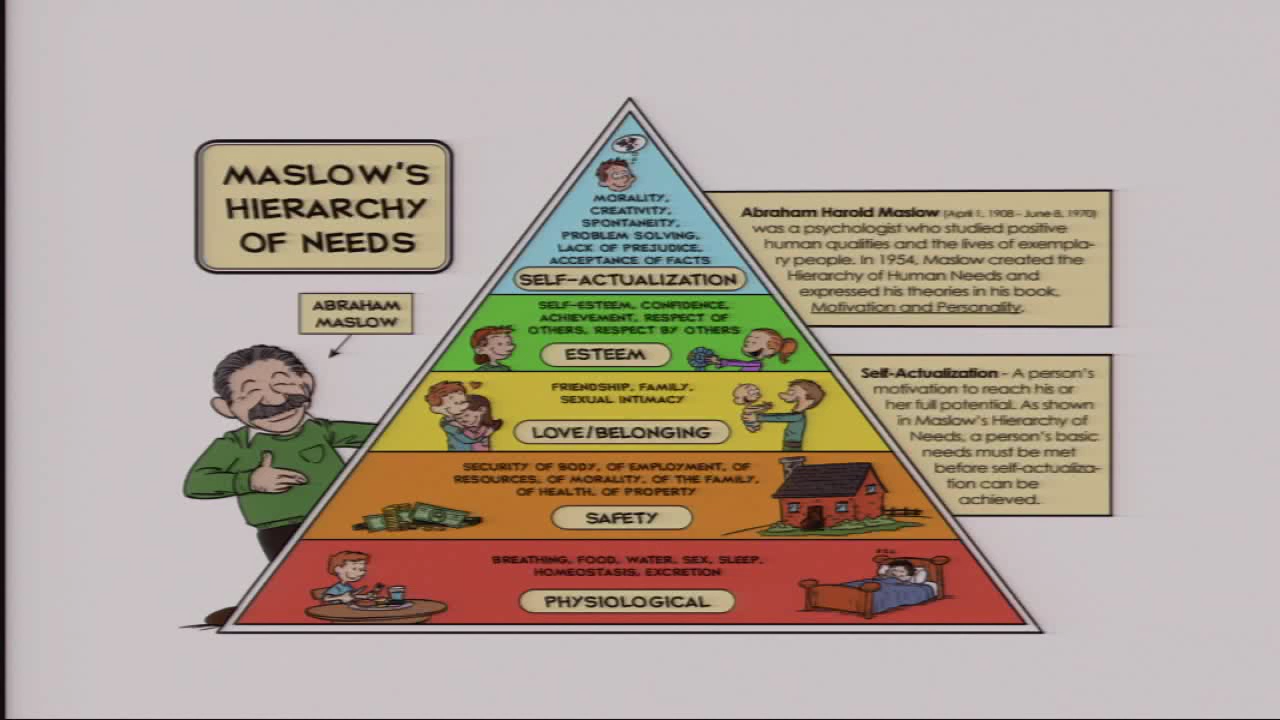 MASLOW'S
HIERARCHY
OF NEEDS
ABRAHAM
MASLOW
MORALITY,
CREATIVITY,
SPONTANEITY,
PROBLEM SOLVING,
LACK OF PREJUDICE,
ACCEPTANCE OF FACTS
SELF-ACTUALIZATION
SELF-ESTEEM, CONFIDENCE,
ACHIEVEMENT, RESPECT OF
OTHERS, RESPECT BY OTHERS
ESTEEM
FRIENDSHIP, FAMILY,
SEXUAL INTIMACY
LOVE/BELONGING
SECURITY OF BODY, OF EMPLOYMENT, OF
RESOURCES, OF MORALITY, OF THE FAMILY,
OF HEALTH, OF PROPERTY
SAFETY
BREATHING, FOOD, WATER, SEX, SLEEP,
HOMEOSTASIS, EXCRETION
PHYSIOLOGICAL
Abraham Harold Maslow (April 1, 1908 - June 8, 1970)
was a psychologist who studied positive
human qualities and the lives of exempla-
ry people. In 1954, Maslow created the
Hierarchy of Human Needs and
expressed his theories in his book,
Motivation and Personality.
Self-Actualization - A person's
motivation to reach his or
her full potential. As shown
in Maslow's Hierarchy of
Needs, a person's basic
needs must be met
before self-actualiza-
tion can be
achieved.